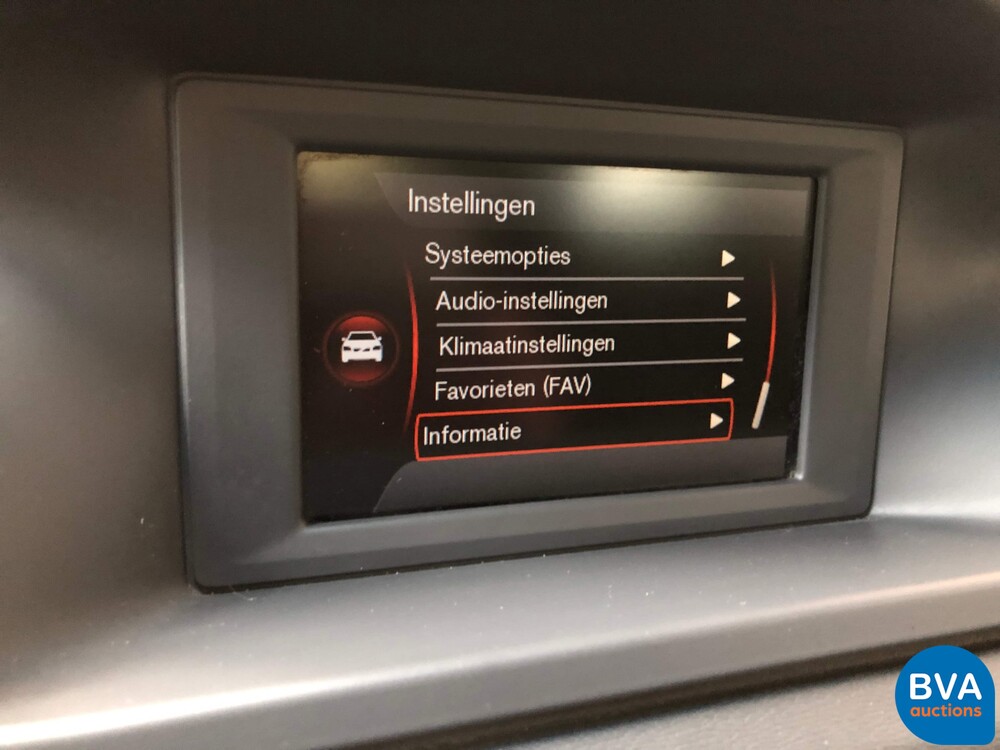 Instellingen
Systeemopties
Audio-instellingen
Klimaatinstellingen
Favorieten (FAV)
Informatie
BVA
auctions